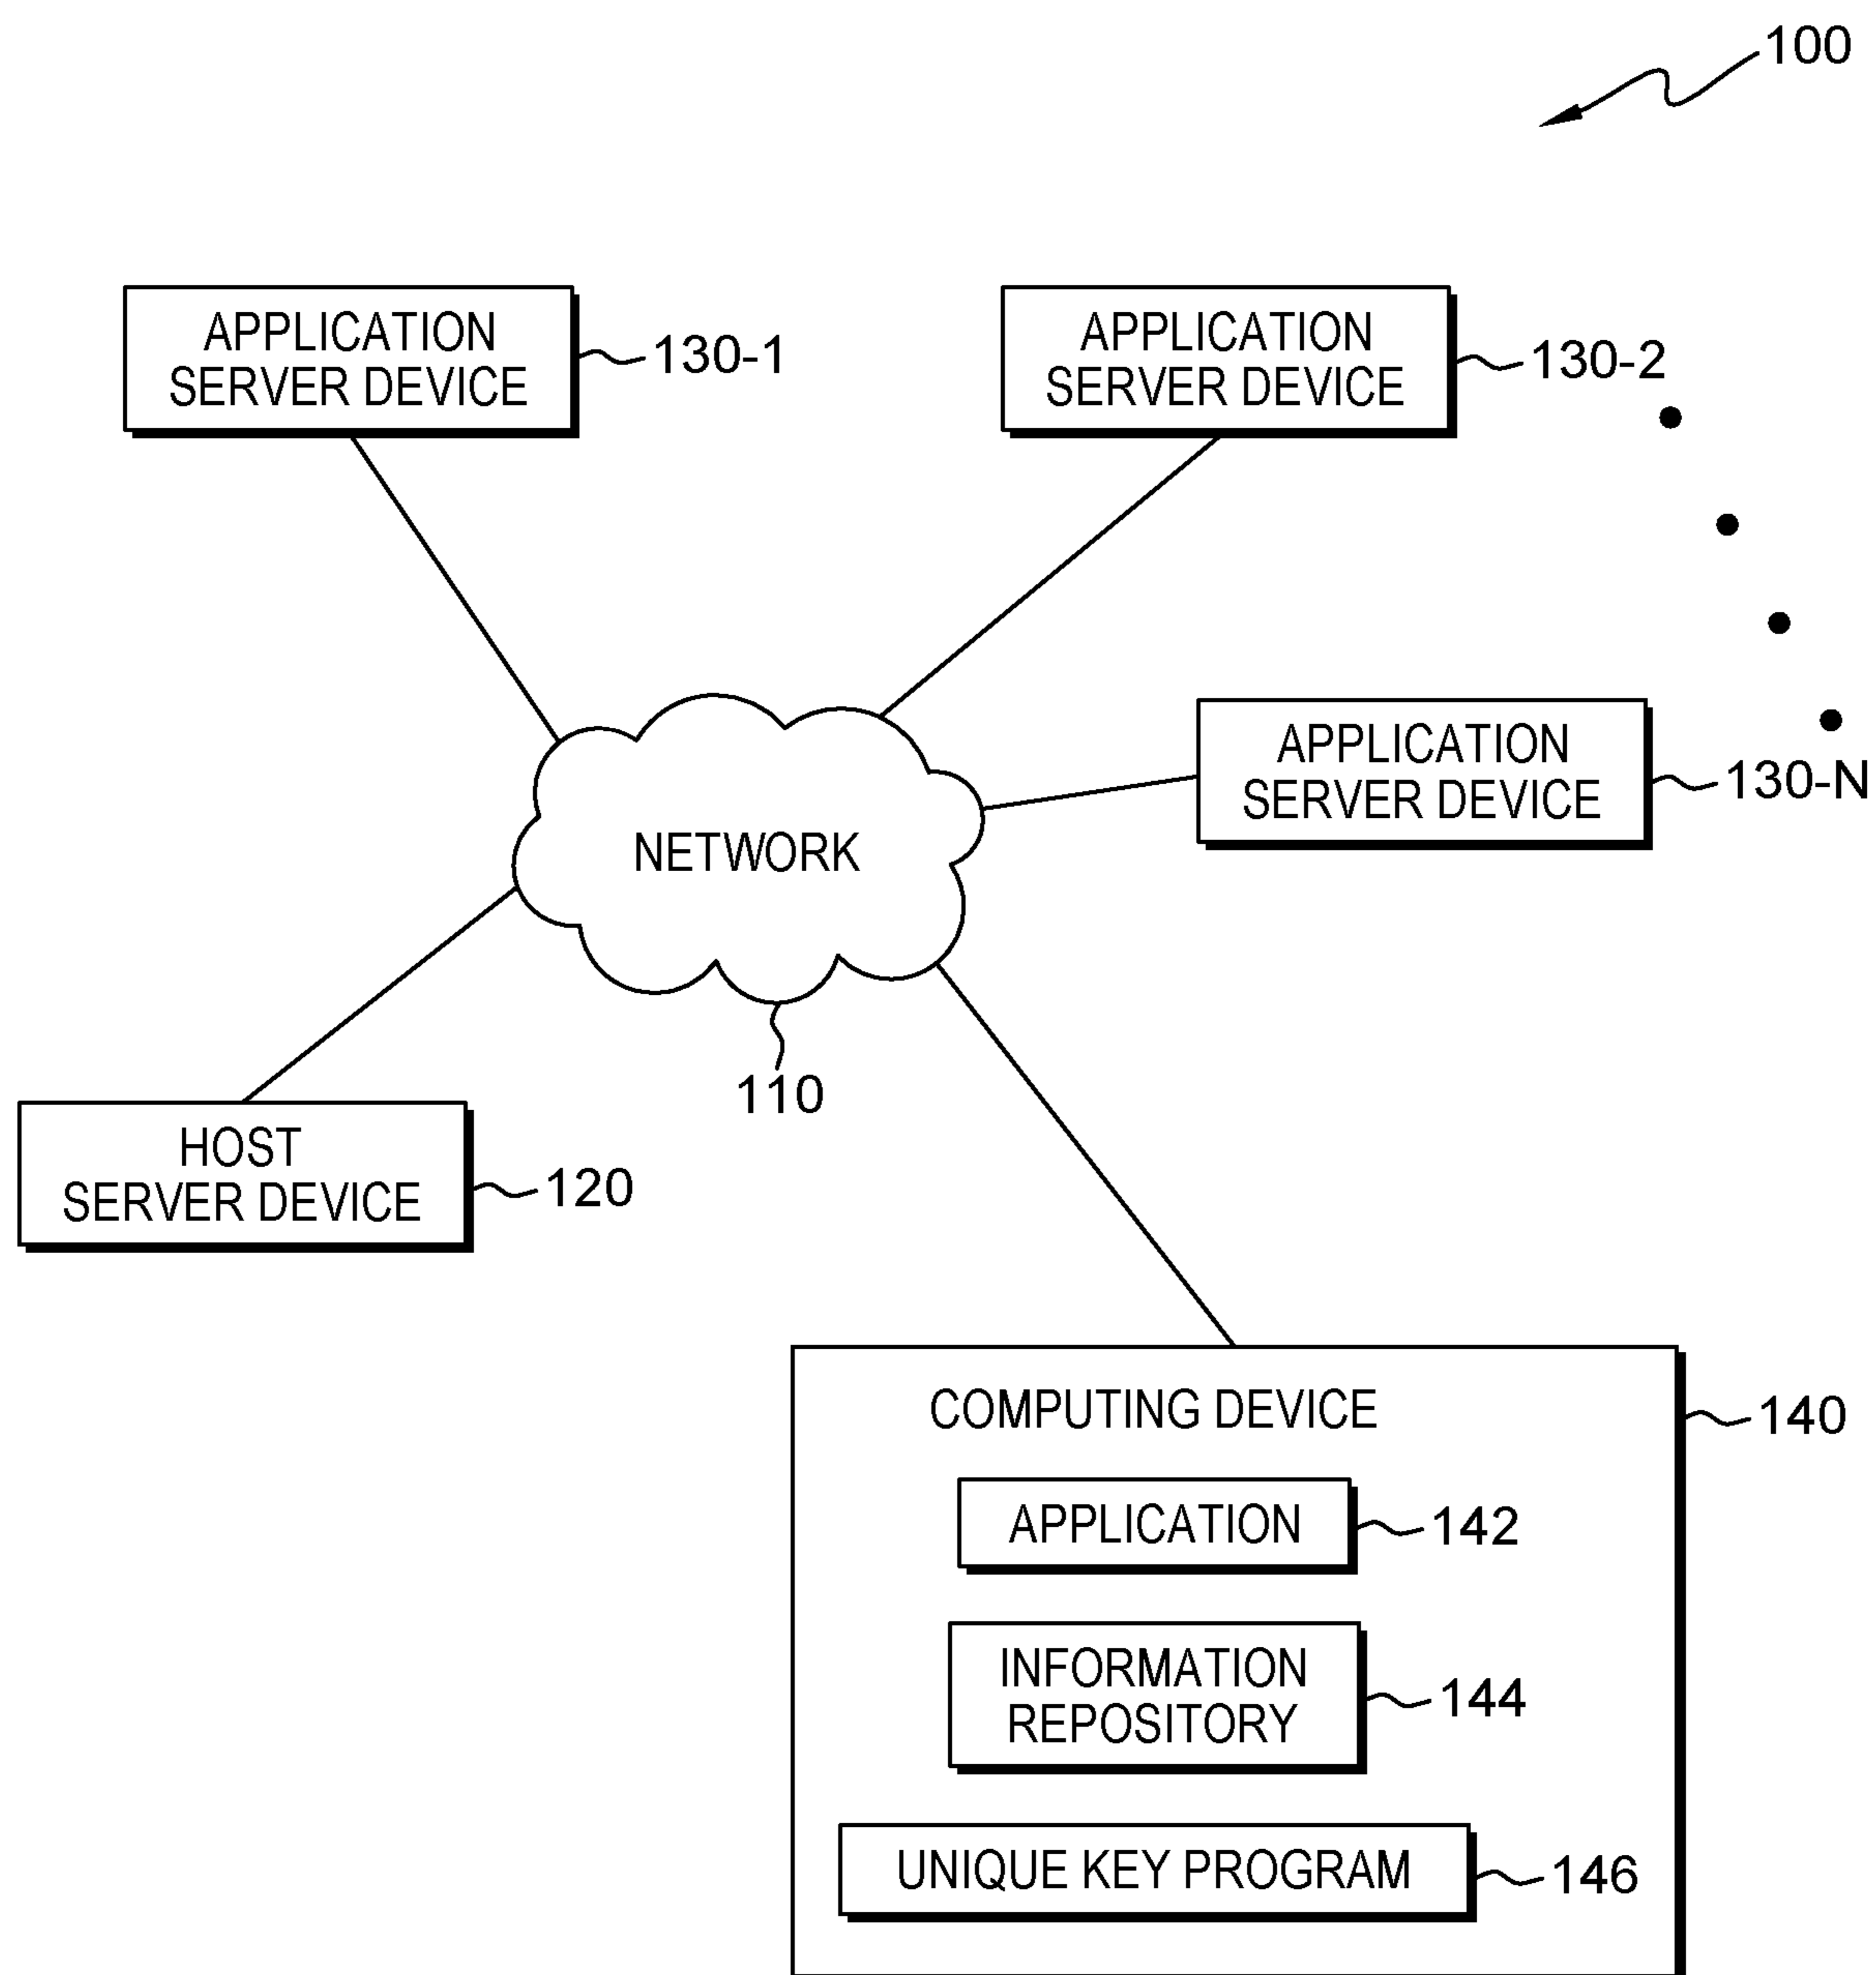 100
APPLICATION
SERVER DEVICE
130-1
APPLICATION
SERVER DEVICE
130-2
APPLICATION
SERVER DEVICE
130-N
NETWORK
110
HOST
SERVER DEVICE
120
COMPUTING DEVICE
140
APPLICATION
142
INFORMATION
REPOSITORY
144
UNIQUE KEY PROGRAM
146